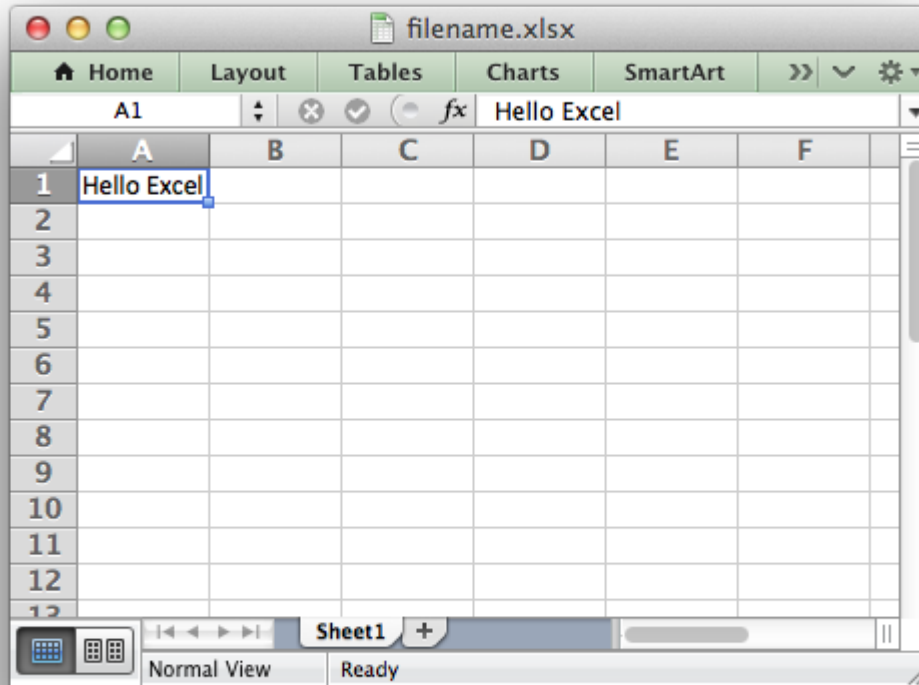 filename.xlsx
Home Layout Tables Charts SmartArt
A1 fx Hello Excel
A B C D E F
1 Hello Excel
2
3
4
5
6
7
8
9
10
11
12
13
Sheet1 +
Normal View Ready